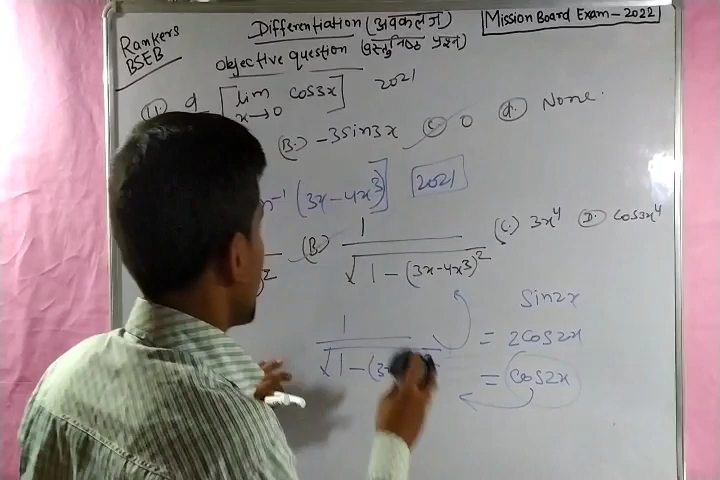 Rankers
BSEB
Differentiation (अवकलज)
Mission Board Exam - 2022
objective question (वस्तुनिष्ठ प्रश्न)
d [lim x→0 cos3x] 2021
(B.) -3sin3x (C) 0 (d.) None.
n⁻¹ (3x-4x³)] 2021
(B.) 1/√(1-(3x-4x³)²) (C.) 3x⁴ (D.) cos3x⁴
sin2x
= 2cos2x
= cos2x